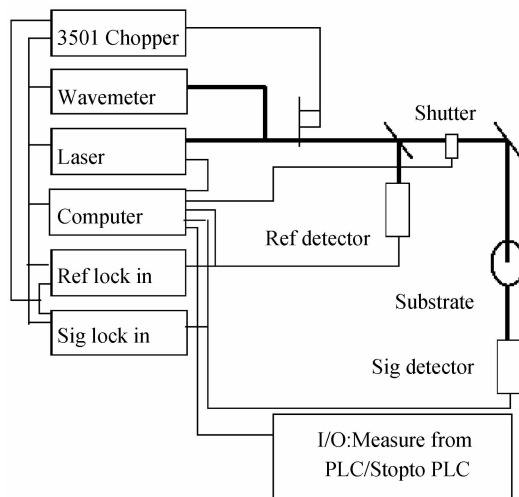 3501 Chopper
Wavemeter
Shutter
Laser
Computer
Ref detector
Ref lock in
Substrate
Sig lock in
Sig detector
I/O:Measure from
PLC/Stopto PLC